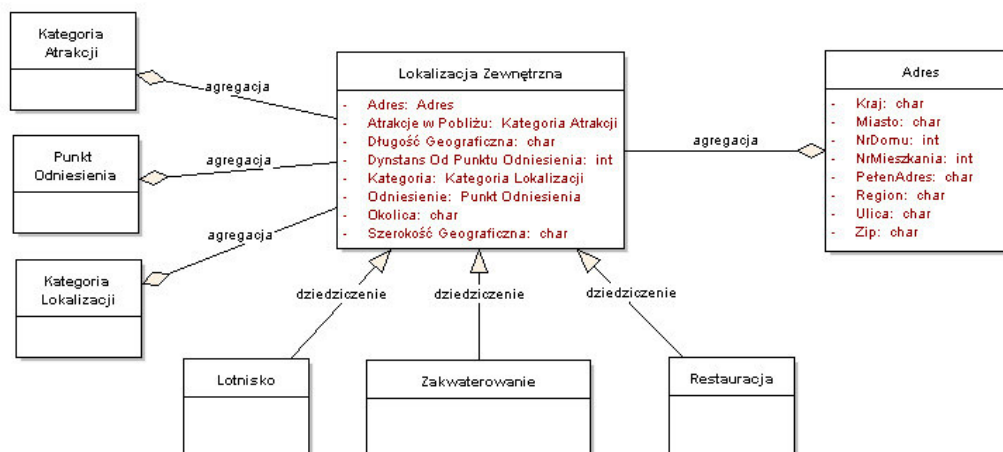 Kategoria
Atrakcji
agregacja
Punkt
Odniesienia
agregacja
Kategoria
Lokalizacji
agregacja
Lokalizacja Zewnętrzna
- Adres: Adres
- Atrakcje w Pobliżu: Kategoria Atrakcji
- Długość Geograficzna: char
- Dynstans Od Punktu Odniesienia: int
- Kategoria: Kategoria Lokalizacji
- Odniesienie: Punkt Odniesienia
- Okolica: char
- Szerokość Geograficzna: char
agregacja
Adres
- Kraj: char
- Miasto: char
- NrDomu: int
- NrMieszkania: int
- PełenAdres: char
- Region: char
- Ulica: char
- Zip: char
dziedziczenie
dziedziczenie
dziedziczenie
Lotnisko
Zakwaterowanie
Restauracja